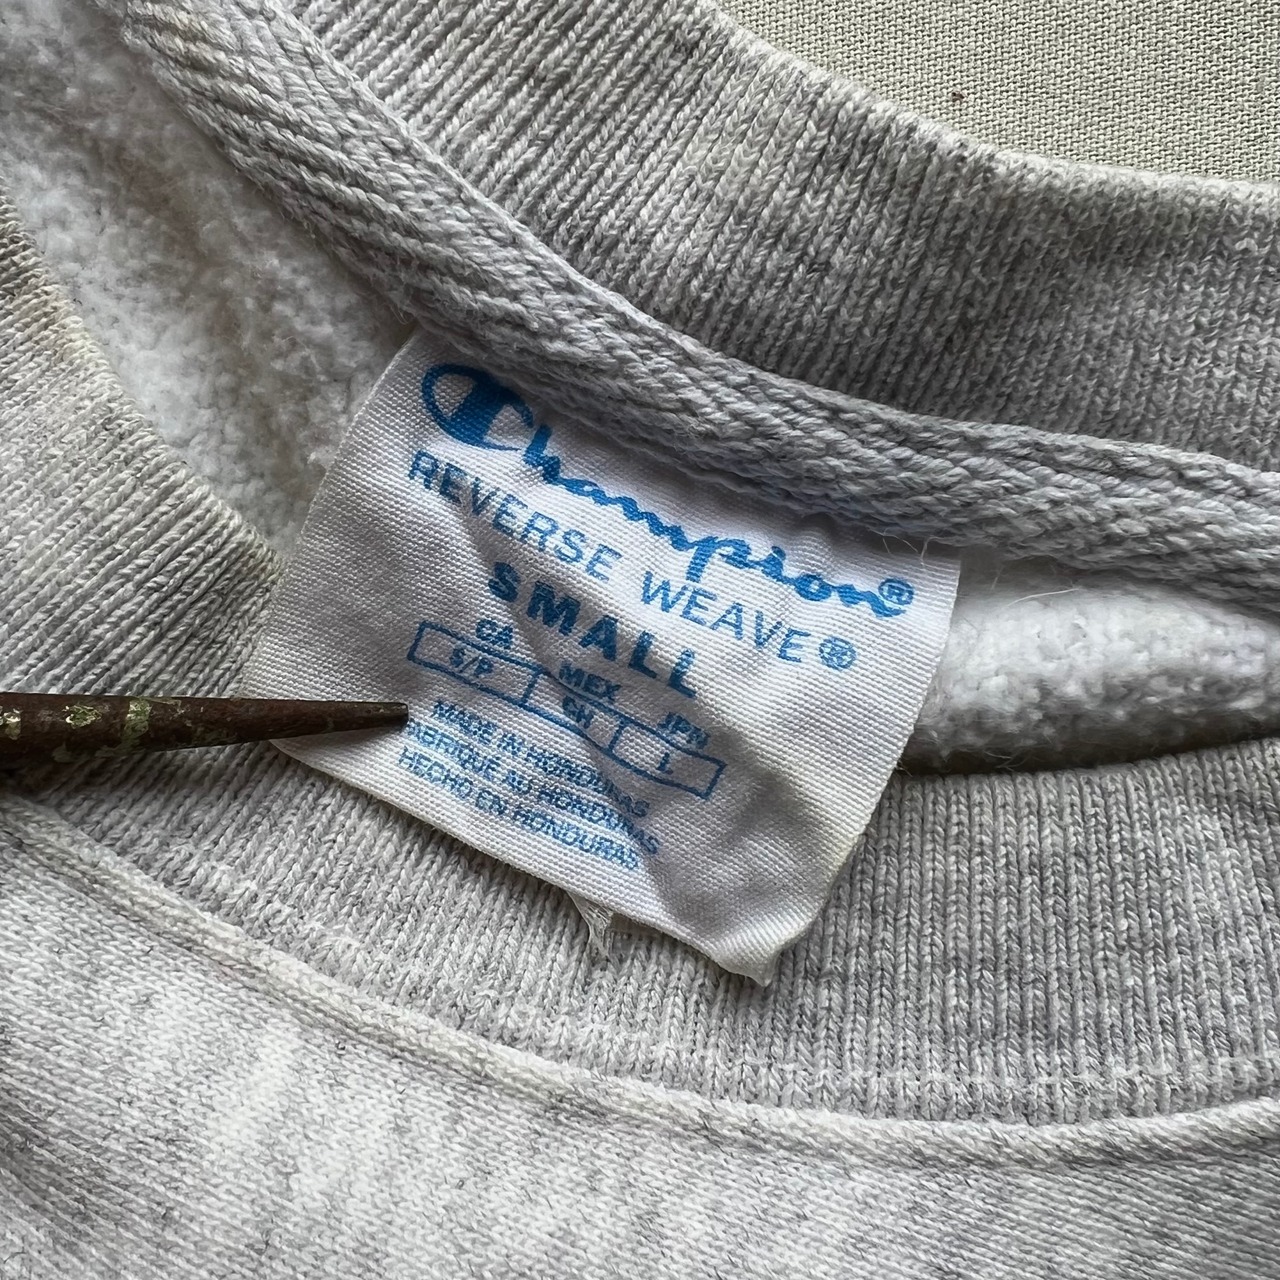 Champion®
REVERSE WEAVE®
SMALL
CA MEX JPN
S/P CH L
MADE IN HONDURAS
FABRIQUÉ AU HONDURAS
HECHO EN HONDURAS